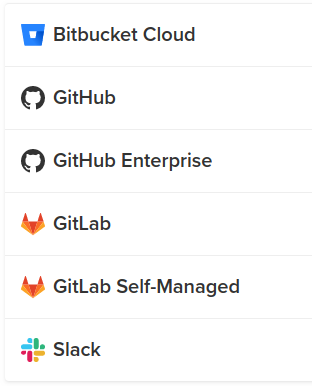 Bitbucket Cloud
GitHub
GitHub Enterprise
GitLab
GitLab Self-Managed
Slack